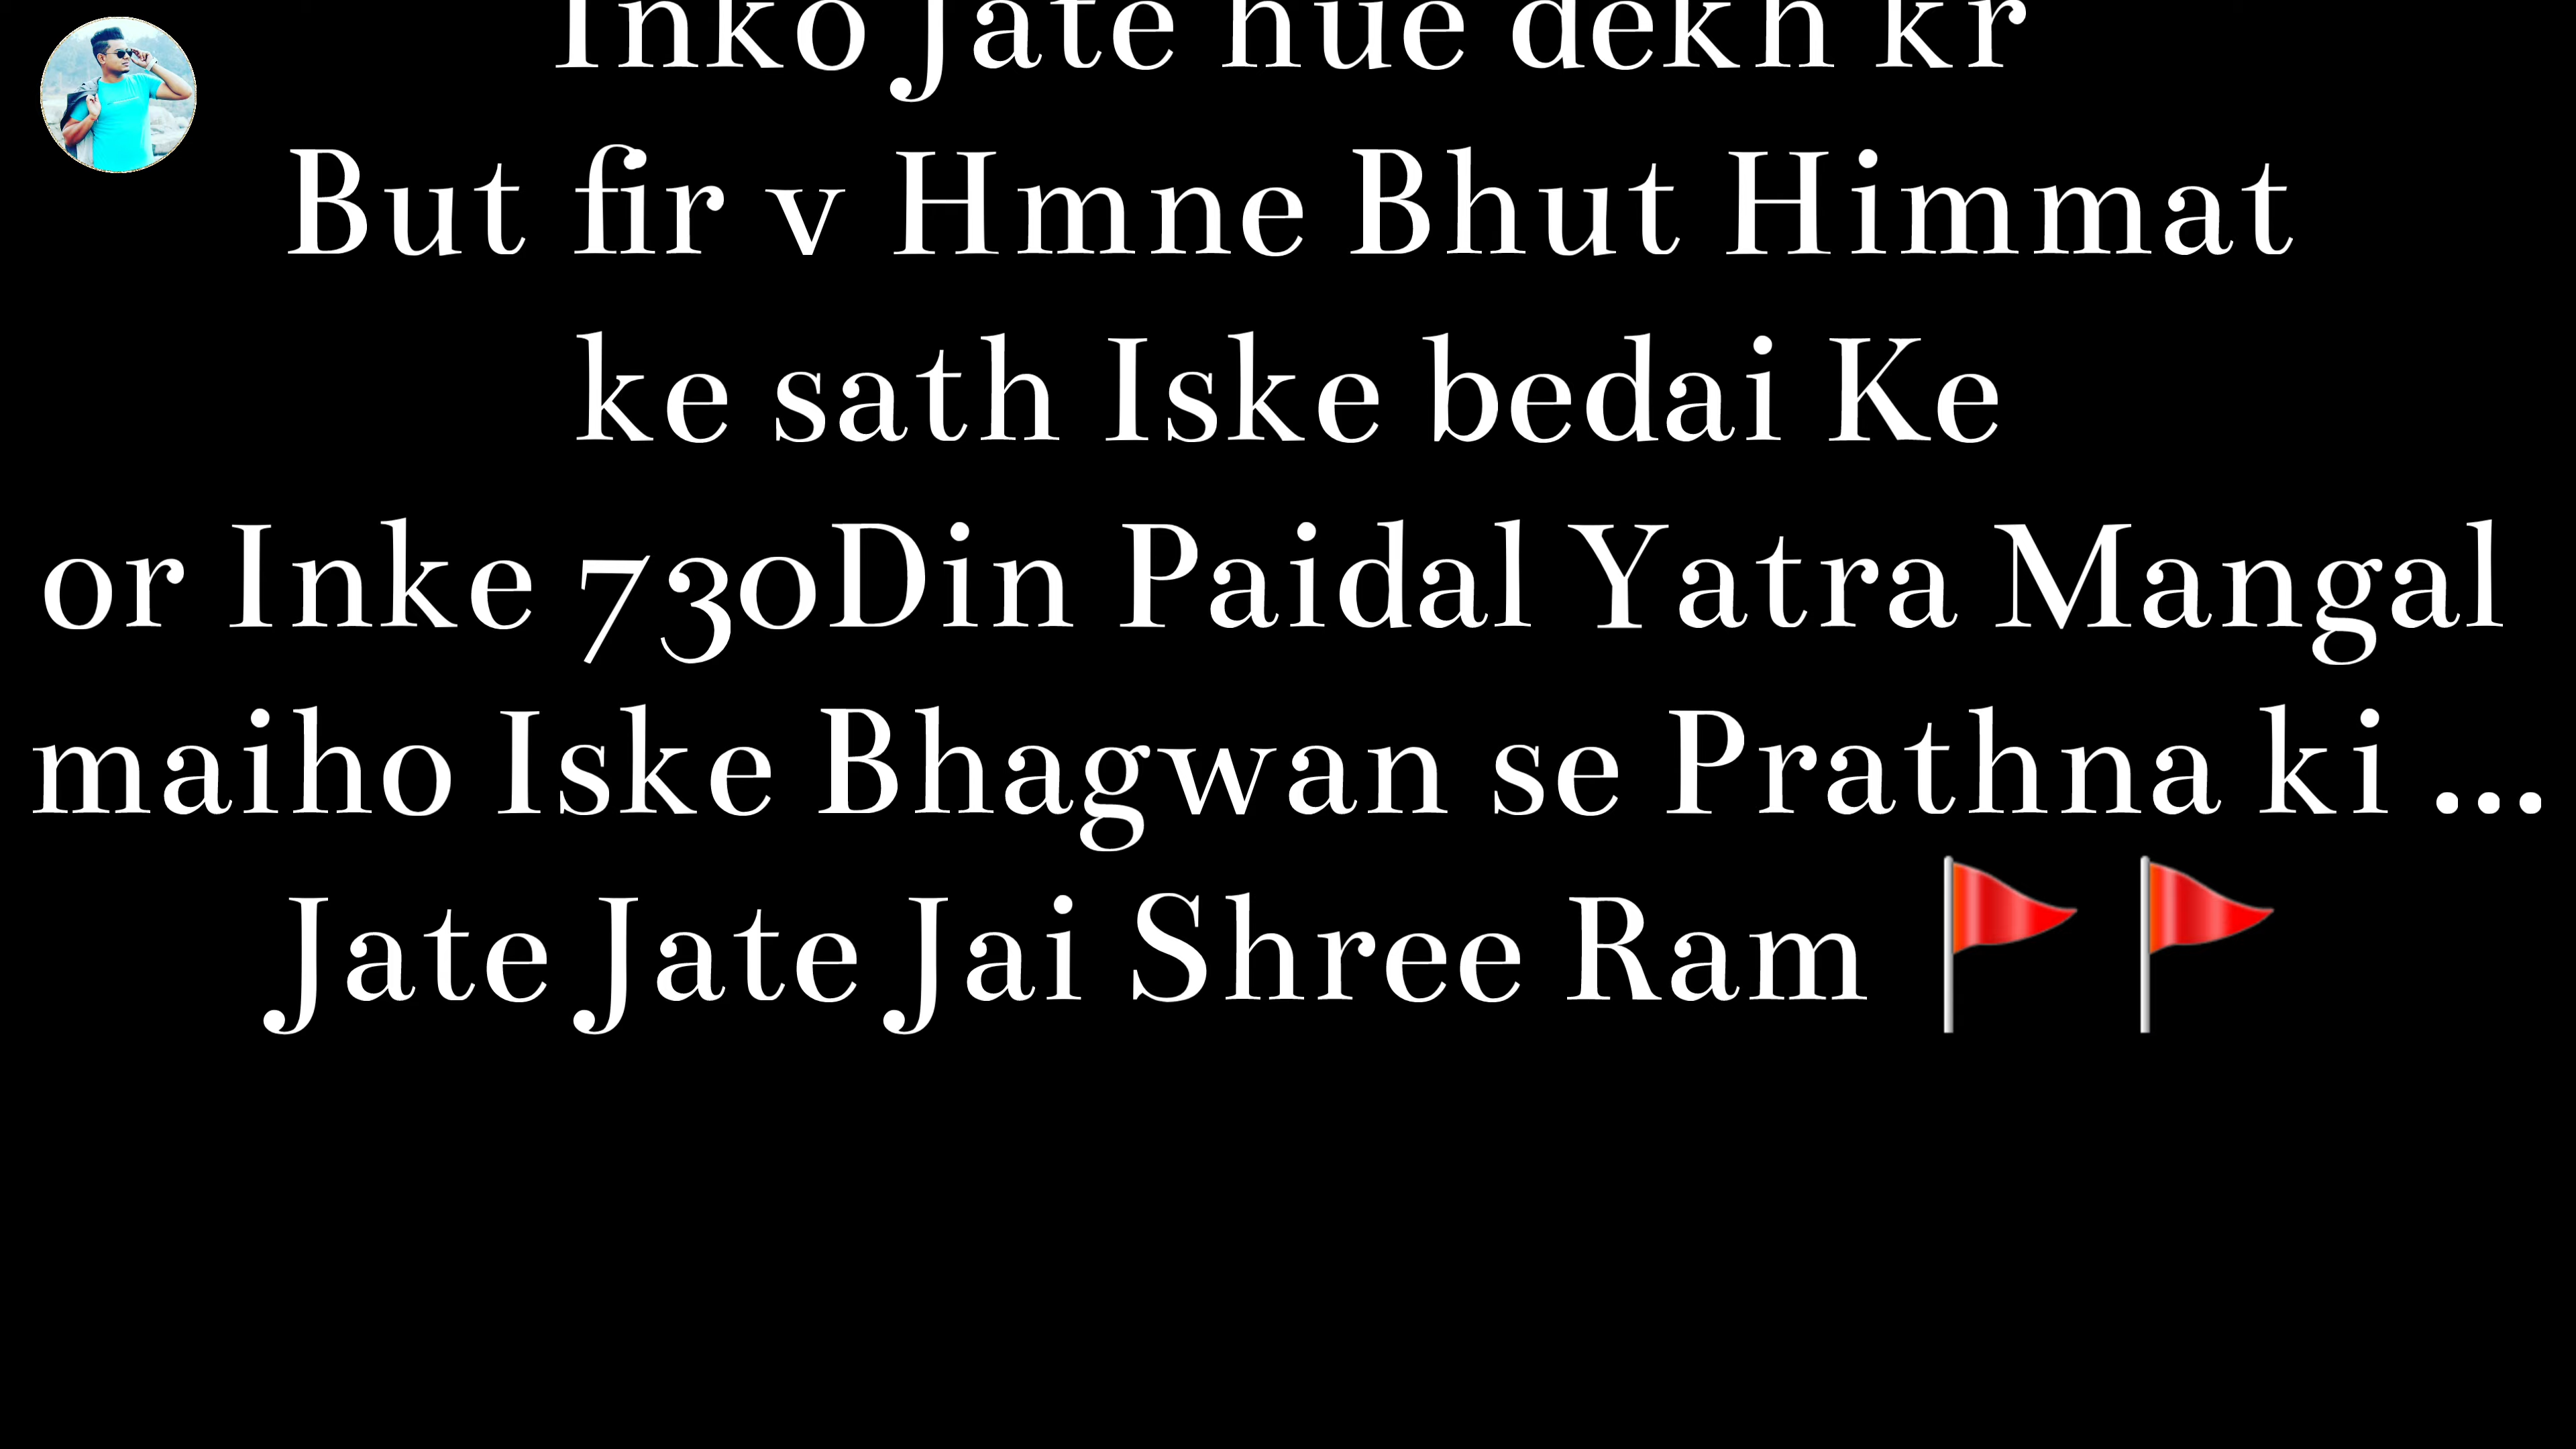 Inko Jate hue dekh kr
But fir v Hmne Bhut Himmat
ke sath Iske bedai Ke
or Inke 730Din Paidal Yatra Mangal
maiho Iske Bhagwan se Prathna ki ...
Jate Jate Jai Shree Ram 🚩 🚩